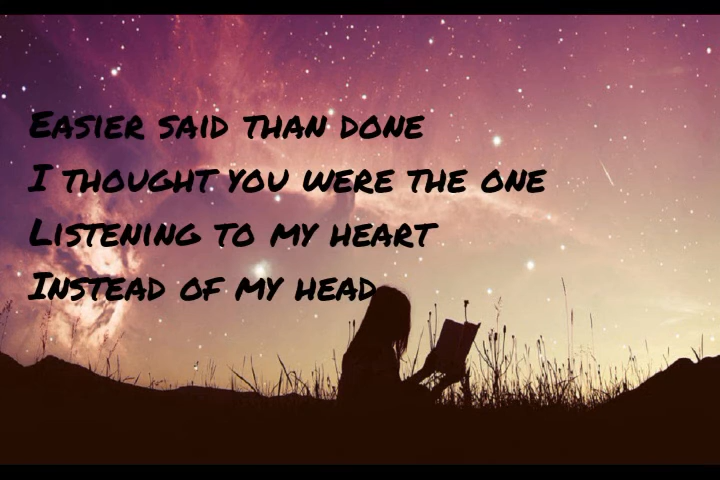 Easier said than done
I thought you were the one
Listening to my heart
Instead of my head